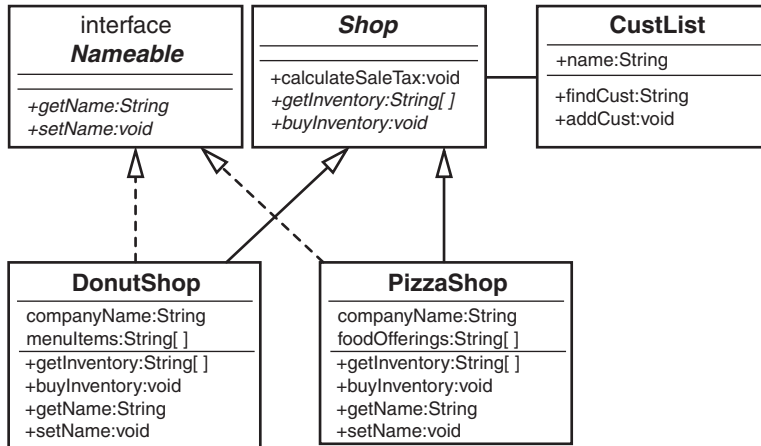 interface
Nameable
+getName:String
+setName:void
Shop
+calculateSaleTax:void
+getInventory:String[ ]
+buyInventory:void
CustList
+name:String
+findCust:String
+addCust:void
DonutShop
companyName:String
menuItems:String[ ]
+getInventory:String[ ]
+buyInventory:void
+getName:String
+setName:void
PizzaShop
companyName:String
foodOfferings:String[ ]
+getInventory:String[ ]
+buyInventory:void
+getName:String
+setName:void